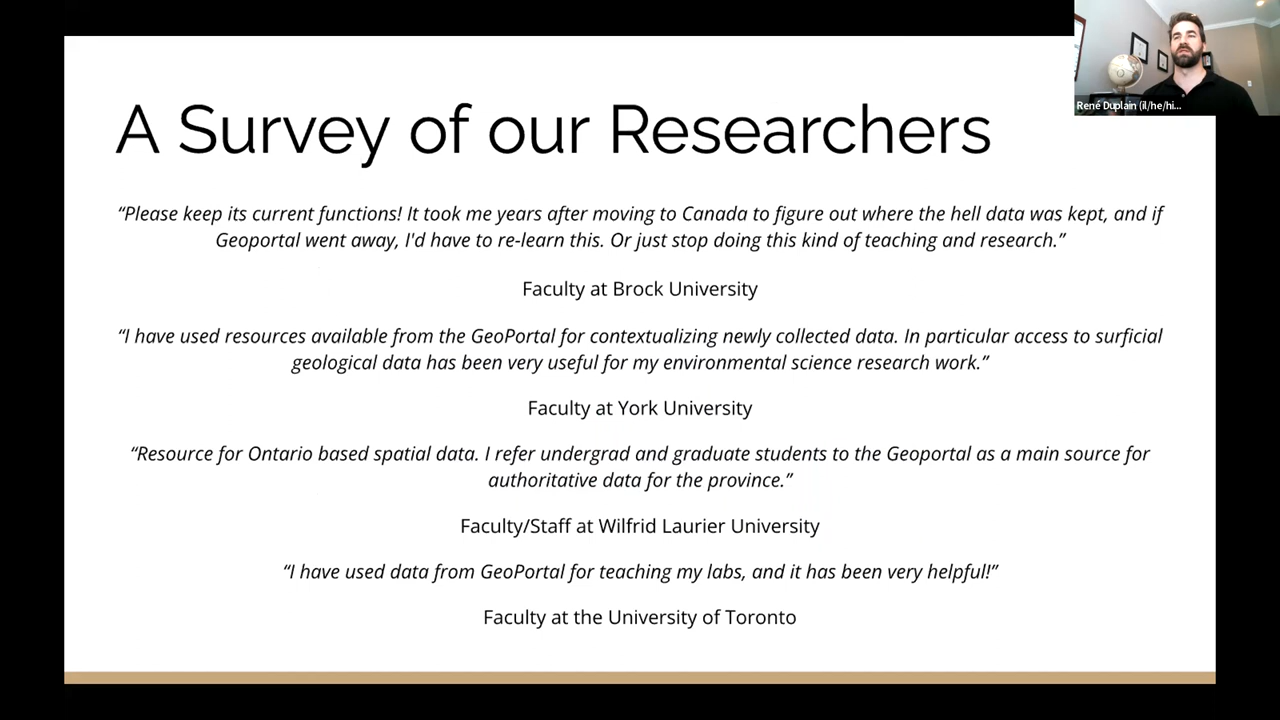 René Duplain (il/he/hi...
A Survey of our Researchers
“Please keep its current functions! It took me years after moving to Canada to figure out where the hell data was kept, and if
Geoportal went away, I'd have to re-learn this. Or just stop doing this kind of teaching and research.”
Faculty at Brock University
“I have used resources available from the GeoPortal for contextualizing newly collected data. In particular access to surficial
geological data has been very useful for my environmental science research work.”
Faculty at York University
“Resource for Ontario based spatial data. I refer undergrad and graduate students to the Geoportal as a main source for
authoritative data for the province.”
Faculty/Staff at Wilfrid Laurier University
“I have used data from GeoPortal for teaching my labs, and it has been very helpful!”
Faculty at the University of Toronto